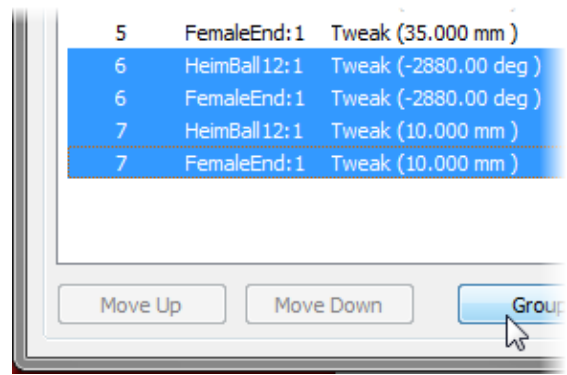 5 FemaleEnd:1 Tweak (35.000 mm )
6 HeimBall12:1 Tweak (-2880.00 deg )
6 FemaleEnd:1 Tweak (-2880.00 deg )
7 HeimBall12:1 Tweak (10.000 mm )
7 FemaleEnd:1 Tweak (10.000 mm )
Move Up Move Down Group